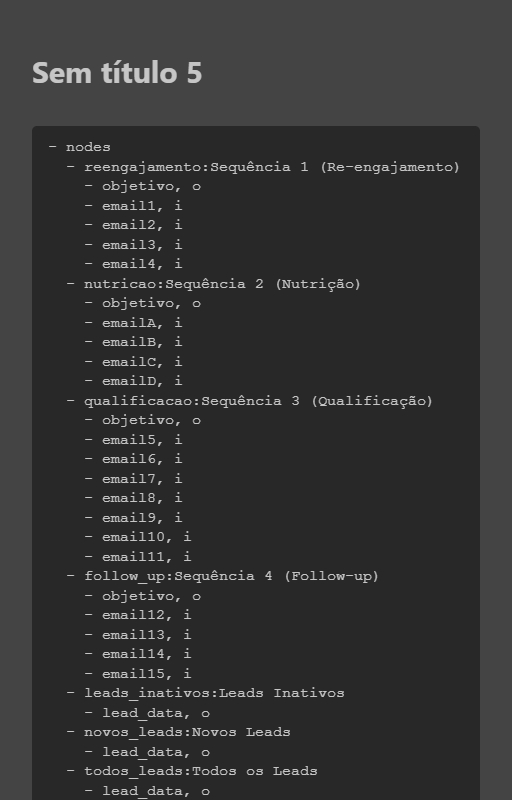 Sem título 5
- nodes
  - reengajamento:Sequência 1 (Re-engajamento)
    - objetivo, o
    - email1, i
    - email2, i
    - email3, i
    - email4, i
  - nutricao:Sequência 2 (Nutrição)
    - objetivo, o
    - emailA, i
    - emailB, i
    - emailC, i
    - emailD, i
  - qualificacao:Sequência 3 (Qualificação)
    - objetivo, o
    - email5, i
    - email6, i
    - email7, i
    - email8, i
    - email9, i
    - email10, i
    - email11, i
  - follow_up:Sequência 4 (Follow-up)
    - objetivo, o
    - email12, i
    - email13, i
    - email14, i
    - email15, i
  - leads_inativos:Leads Inativos
    - lead_data, o
  - novos_leads:Novos Leads
    - lead_data, o
  - todos_leads:Todos os Leads
    - lead_data, o